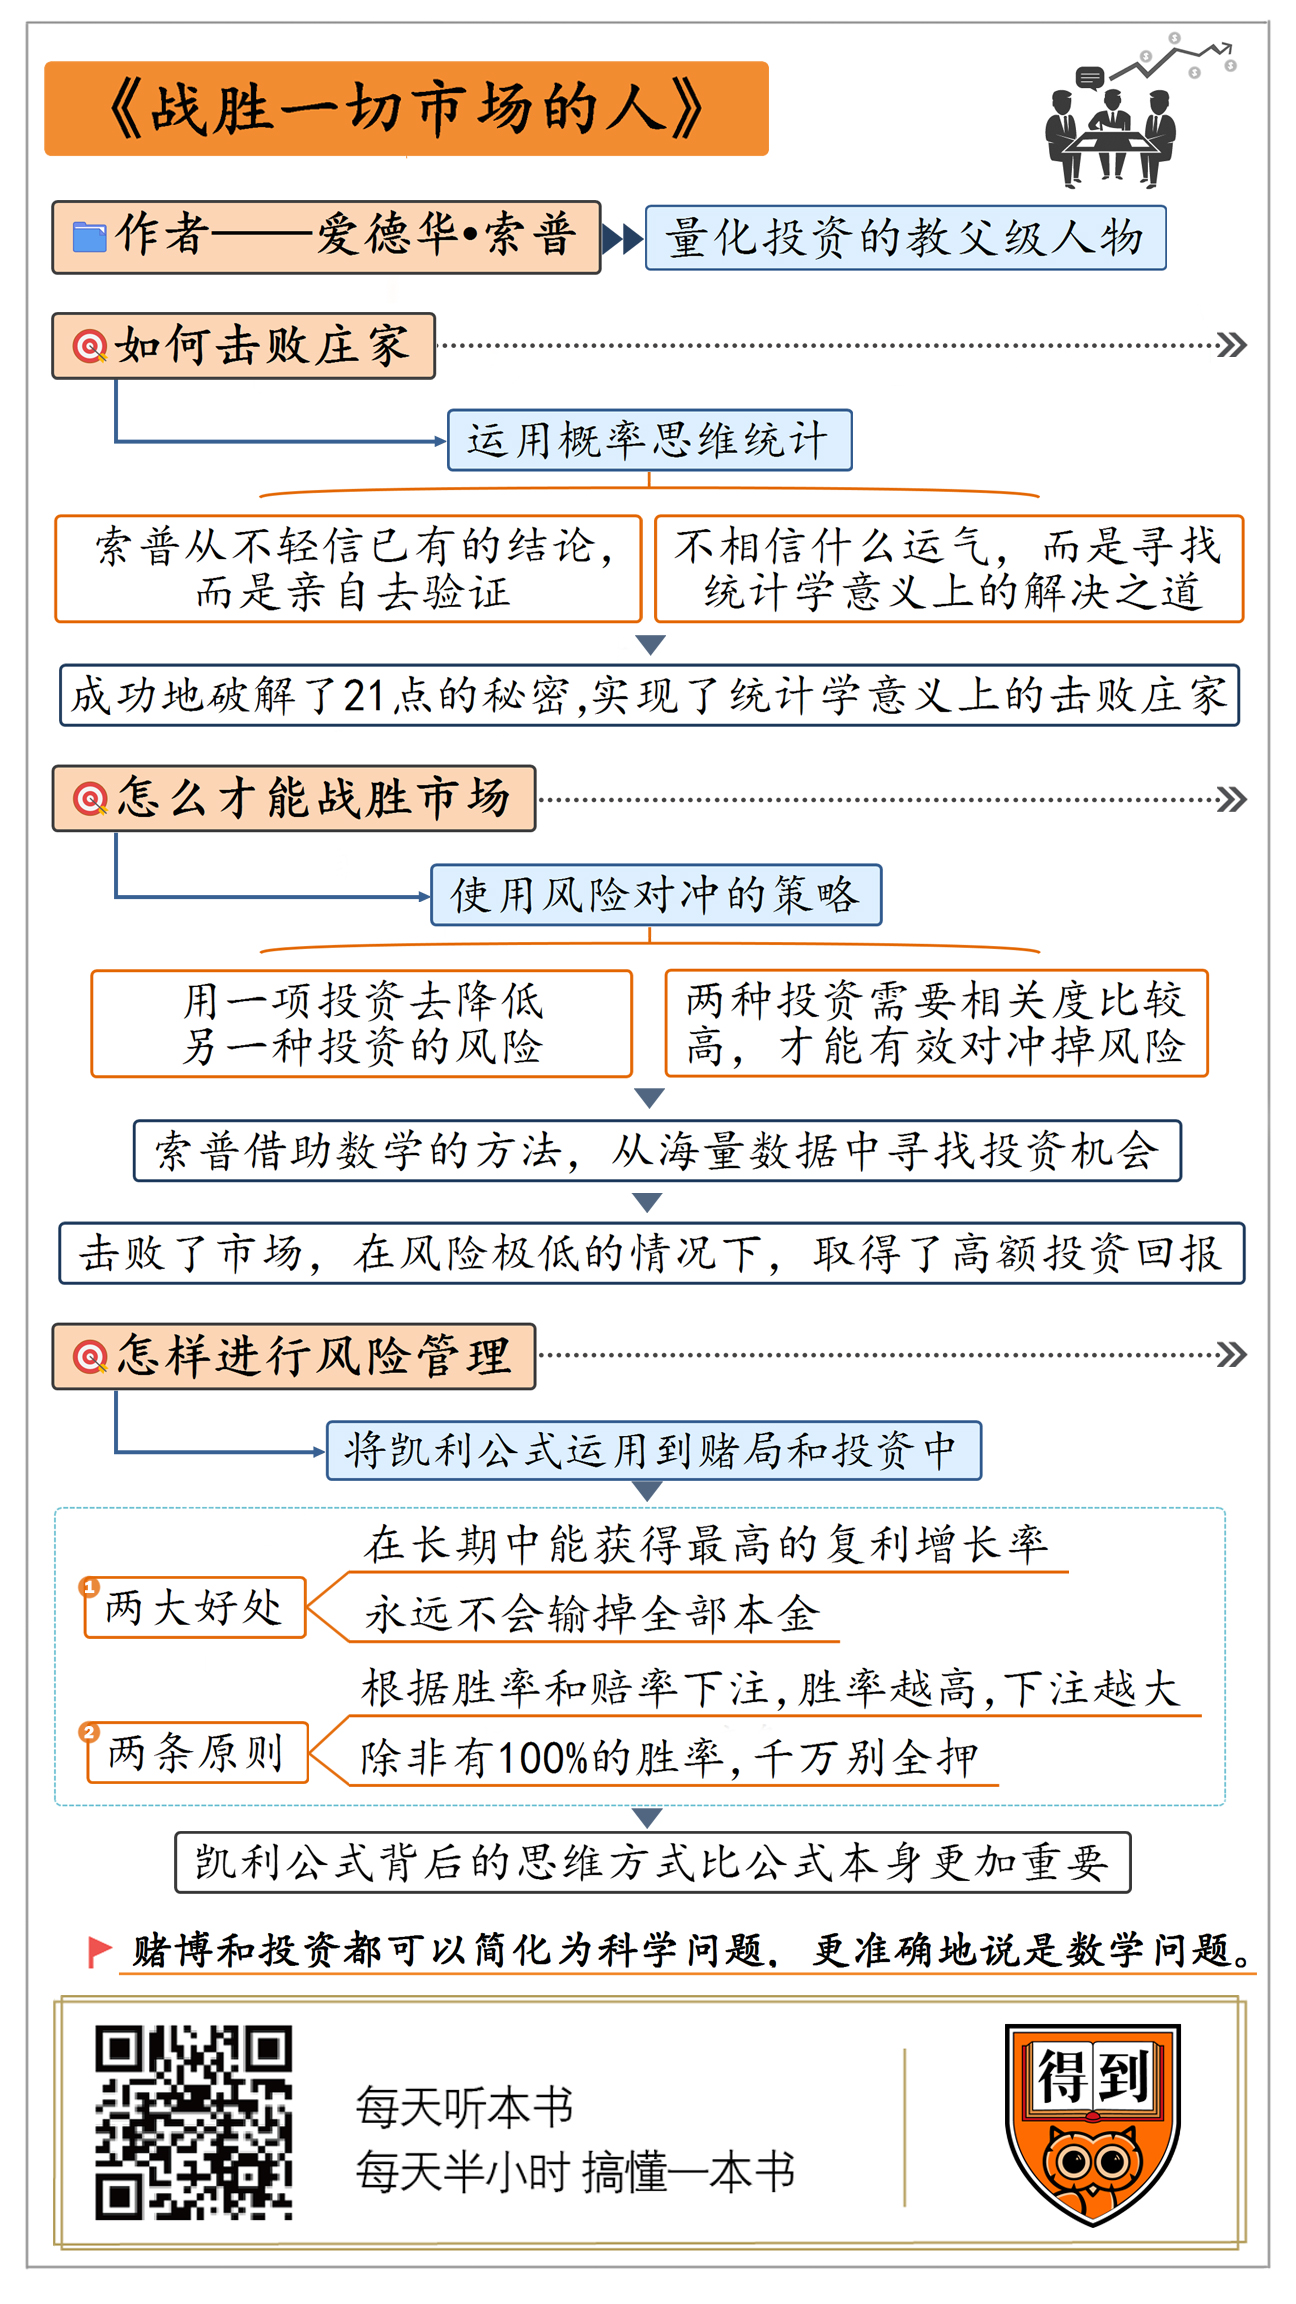 《战胜一切市场的人》
作者——爱德华•索普
量化投资的教父级人物
如何击败庄家
运用概率思维统计
索普从不轻信已有的结论，
而是亲自去验证
不相信什么运气，而是寻找
统计学意义上的解决之道
成功地破解了21点的秘密,实现了统计学意义上的击败庄家
怎么才能战胜市场
使用风险对冲的策略
用一项投资去降低
另一种投资的风险
两种投资需要相关度比较
高，才能有效对冲掉风险
索普借助数学的方法，从海量数据中寻找投资机会
击败了市场，在风险极低的情况下，取得了高额投资回报
怎样进行风险管理
将凯利公式运用到赌局和投资中
1
两大好处
在长期中能获得最高的复利增长率
永远不会输掉全部本金
2
两条原则
根据胜率和赔率下注,胜率越高,下注越大
除非有100%的胜率,千万别全押
凯利公式背后的思维方式比公式本身更加重要
赌博和投资都可以简化为科学问题，更准确地说是数学问题。
每天听本书
每天半小时 搞懂一本书
得到